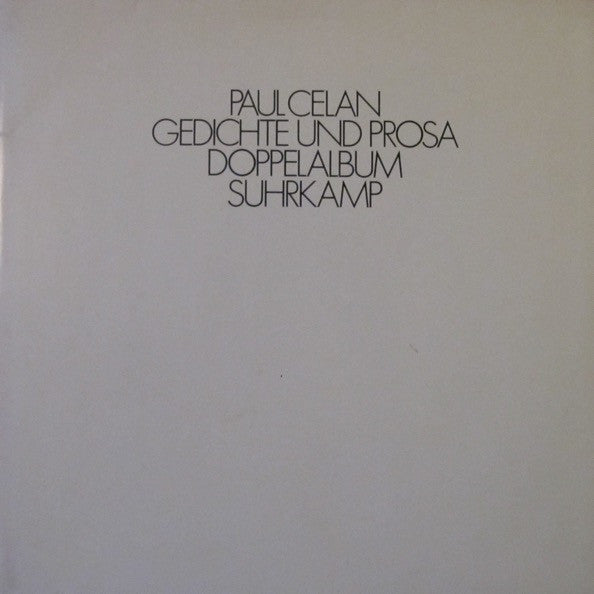 PAUL CELAN
GEDICHTE UND PROSA
DOPPELALBUM
SUHRKAMP